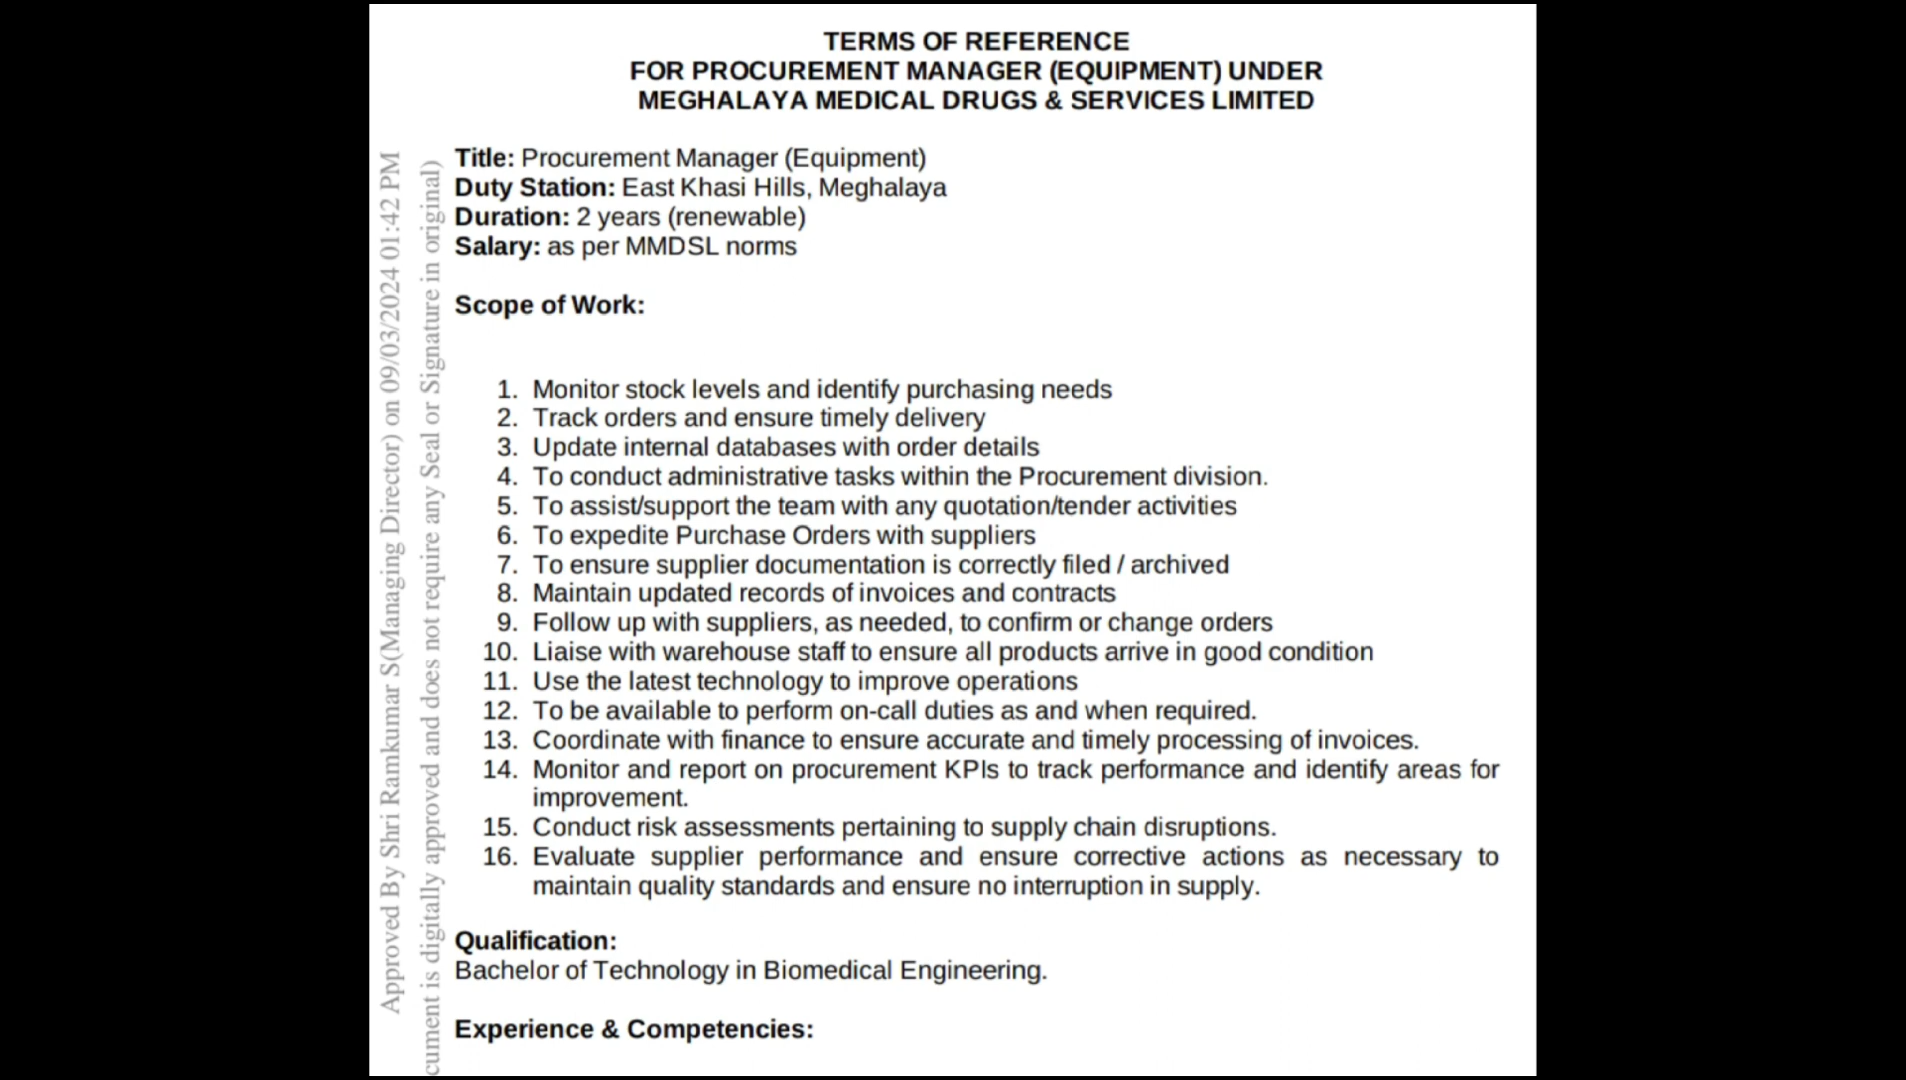 TERMS OF REFERENCE
FOR PROCUREMENT MANAGER (EQUIPMENT) UNDER
MEGHALAYA MEDICAL DRUGS & SERVICES LIMITED
Title: Procurement Manager (Equipment)
Duty Station: East Khasi Hills, Meghalaya
Duration: 2 years (renewable)
Salary: as per MMDSL norms
Scope of Work:
1. Monitor stock levels and identify purchasing needs
2. Track orders and ensure timely delivery
3. Update internal databases with order details
4. To conduct administrative tasks within the Procurement division.
5. To assist/support the team with any quotation/tender activities
6. To expedite Purchase Orders with suppliers
7. To ensure supplier documentation is correctly filed / archived
8. Maintain updated records of invoices and contracts
9. Follow up with suppliers, as needed, to confirm or change orders
10. Liaise with warehouse staff to ensure all products arrive in good condition
11. Use the latest technology to improve operations
12. To be available to perform on-call duties as and when required.
13. Coordinate with finance to ensure accurate and timely processing of invoices.
14. Monitor and report on procurement KPIs to track performance and identify areas for
improvement.
15. Conduct risk assessments pertaining to supply chain disruptions.
16. Evaluate supplier performance and ensure corrective actions as necessary to
maintain quality standards and ensure no interruption in supply.
Qualification:
Bachelor of Technology in Biomedical Engineering.
Experience & Competencies:
Approved By Shri Ramkumar S(Managing Director) on 09/03/2024 01:42 PM
cument is digitally approved and does not require any Seal or Signature in original)